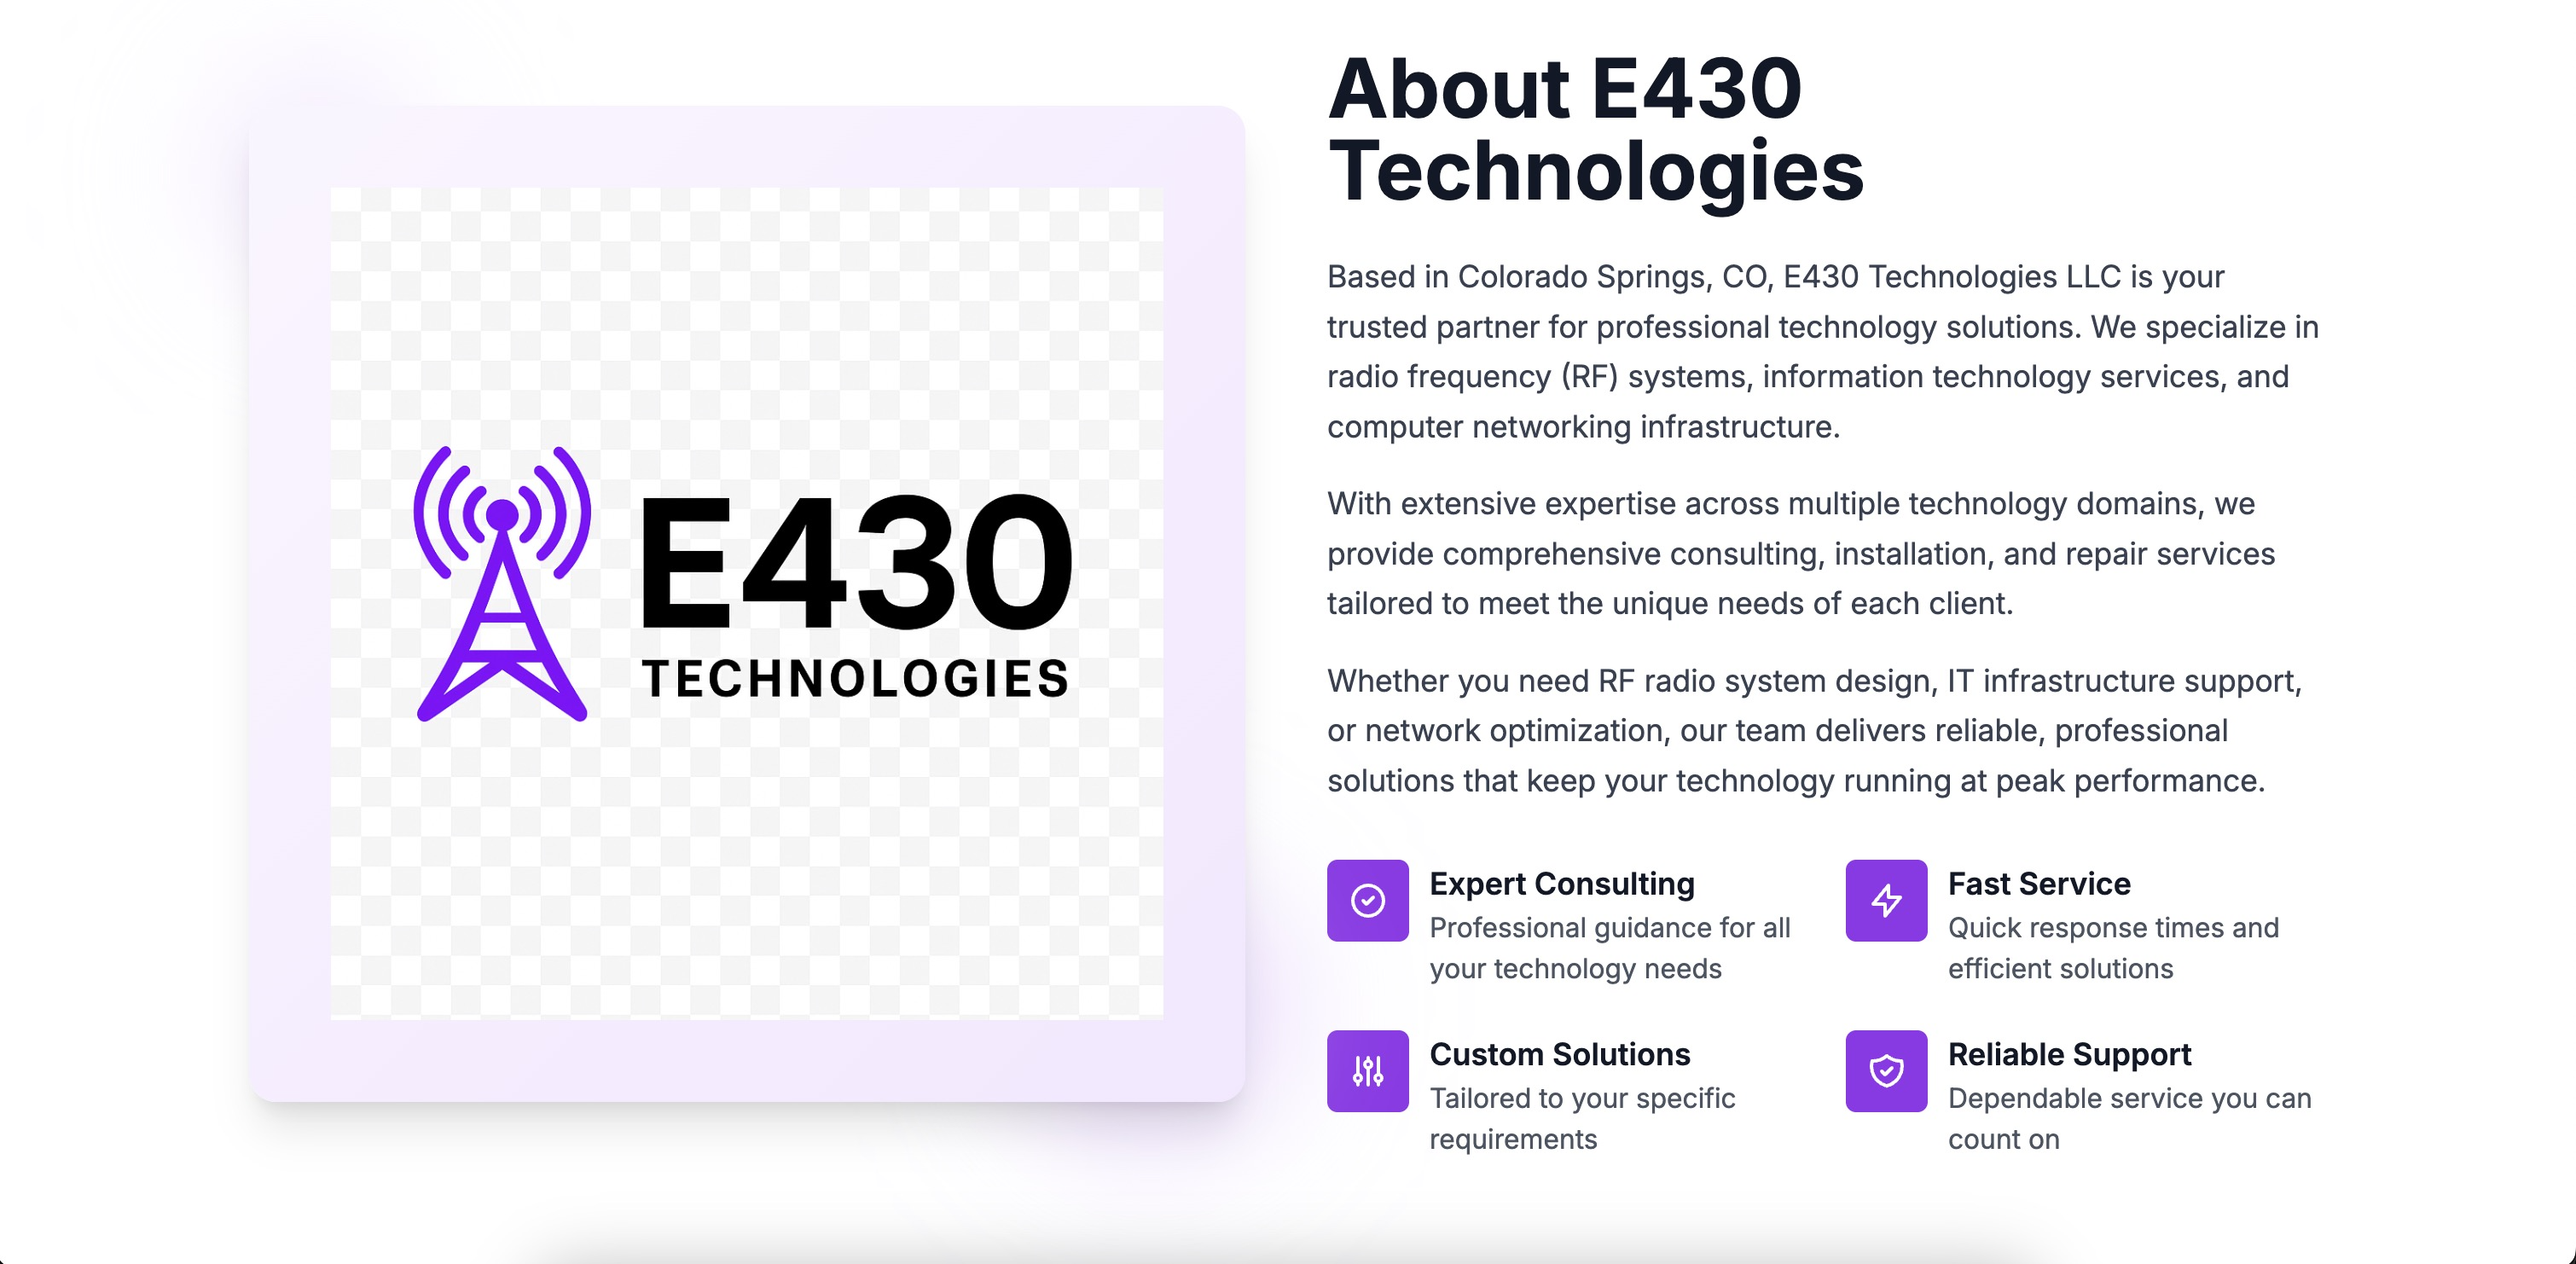 E430
TECHNOLOGIES
About E430
Technologies
Based in Colorado Springs, CO, E430 Technologies LLC is your
trusted partner for professional technology solutions. We specialize in
radio frequency (RF) systems, information technology services, and
computer networking infrastructure.
With extensive expertise across multiple technology domains, we
provide comprehensive consulting, installation, and repair services
tailored to meet the unique needs of each client.
Whether you need RF radio system design, IT infrastructure support,
or network optimization, our team delivers reliable, professional
solutions that keep your technology running at peak performance.
Expert Consulting
Professional guidance for all
your technology needs
Fast Service
Quick response times and
efficient solutions
Custom Solutions
Tailored to your specific
requirements
Reliable Support
Dependable service you can
count on